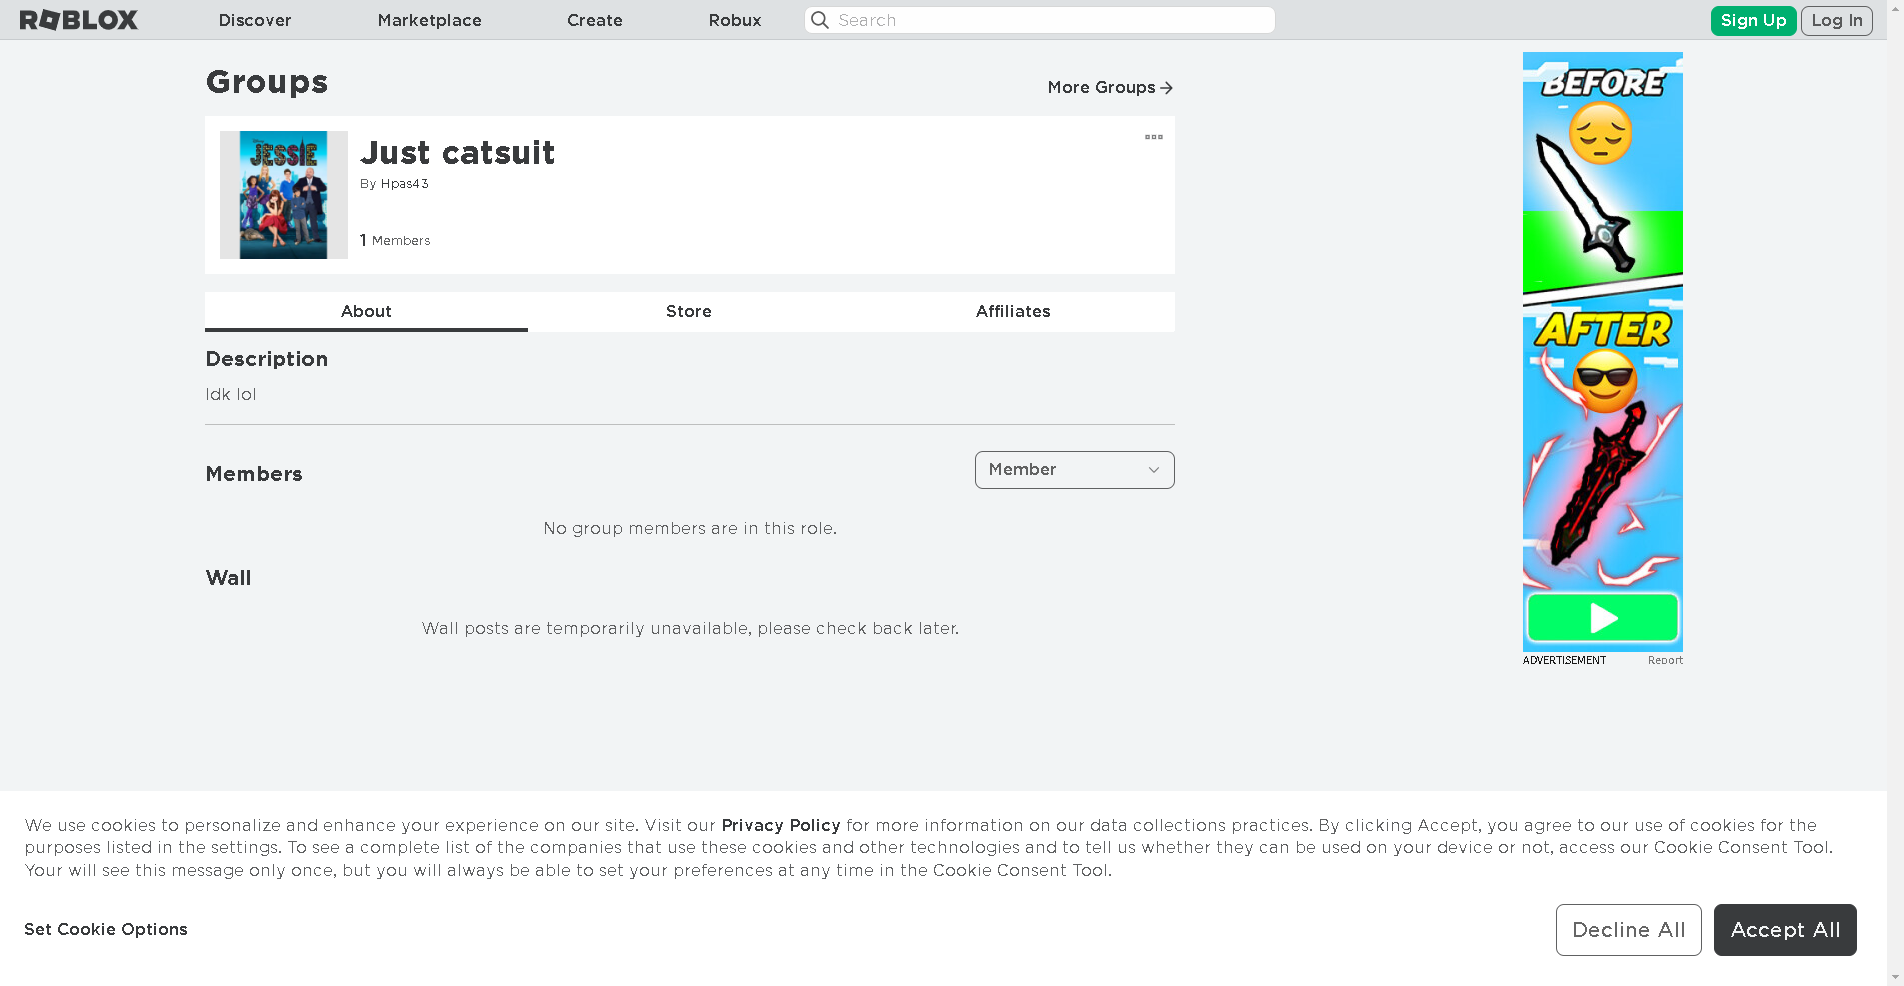 ROBLOX Discover Marketplace Create Robux Search Sign Up Log In
Groups
More Groups
JESSIE
Just catsuit
By Hpas43
1 Members
About Store Affiliates
Description
Idk lol
Members
Member
No group members are in this role.
Wall
Wall posts are temporarily unavailable, please check back later.
BEFORE
AFTER
ADVERTISEMENT Report
We use cookies to personalize and enhance your experience on our site. Visit our Privacy Policy for more information on our data collections practices. By clicking Accept, you agree to our use of cookies for the
purposes listed in the settings. To see a complete list of the companies that use these cookies and other technologies and to tell us whether they can be used on your device or not, access our Cookie Consent Tool.
Your will see this message only once, but you will always be able to set your preferences at any time in the Cookie Consent Tool.
Set Cookie Options
Decline All
Accept All